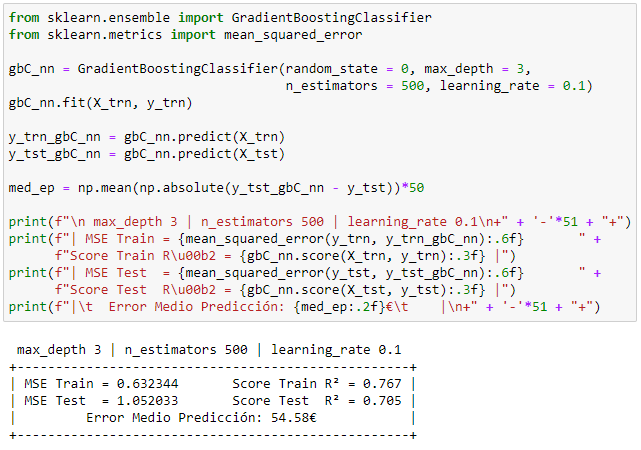 from sklearn.ensemble import GradientBoostingClassifier
from sklearn.metrics import mean_squared_error

gbC_nn = GradientBoostingClassifier(random_state = 0, max_depth = 3,
                                    n_estimators = 500, learning_rate = 0.1)
gbC_nn.fit(X_trn, y_trn)

y_trn_gbC_nn = gbC_nn.predict(X_trn)
y_tst_gbC_nn = gbC_nn.predict(X_tst)

med_ep = np.mean(np.absolute(y_tst_gbC_nn - y_tst))*50

print(f"\n max_depth 3 | n_estimators 500 | learning_rate 0.1\n+" + '-'*51 + "+")
print(f"| MSE Train = {mean_squared_error(y_trn, y_trn_gbC_nn):.6f}       " +
      f"Score Train R\u00b2 = {gbC_nn.score(X_trn, y_trn):.3f} |")
print(f"| MSE Test  = {mean_squared_error(y_tst, y_tst_gbC_nn):.6f}       " +
      f"Score Test  R\u00b2 = {gbC_nn.score(X_tst, y_tst):.3f} |")
print(f"|\t  Error Medio Predicción: {med_ep:.2f}€\t    |\n+" + '-'*51 + "+")

 max_depth 3 | n_estimators 500 | learning_rate 0.1
+---------------------------------------------------+
| MSE Train = 0.632344       Score Train R² = 0.767 |
| MSE Test  = 1.052033       Score Test  R² = 0.705 |
|         Error Medio Predicción: 54.58€            |
+---------------------------------------------------+